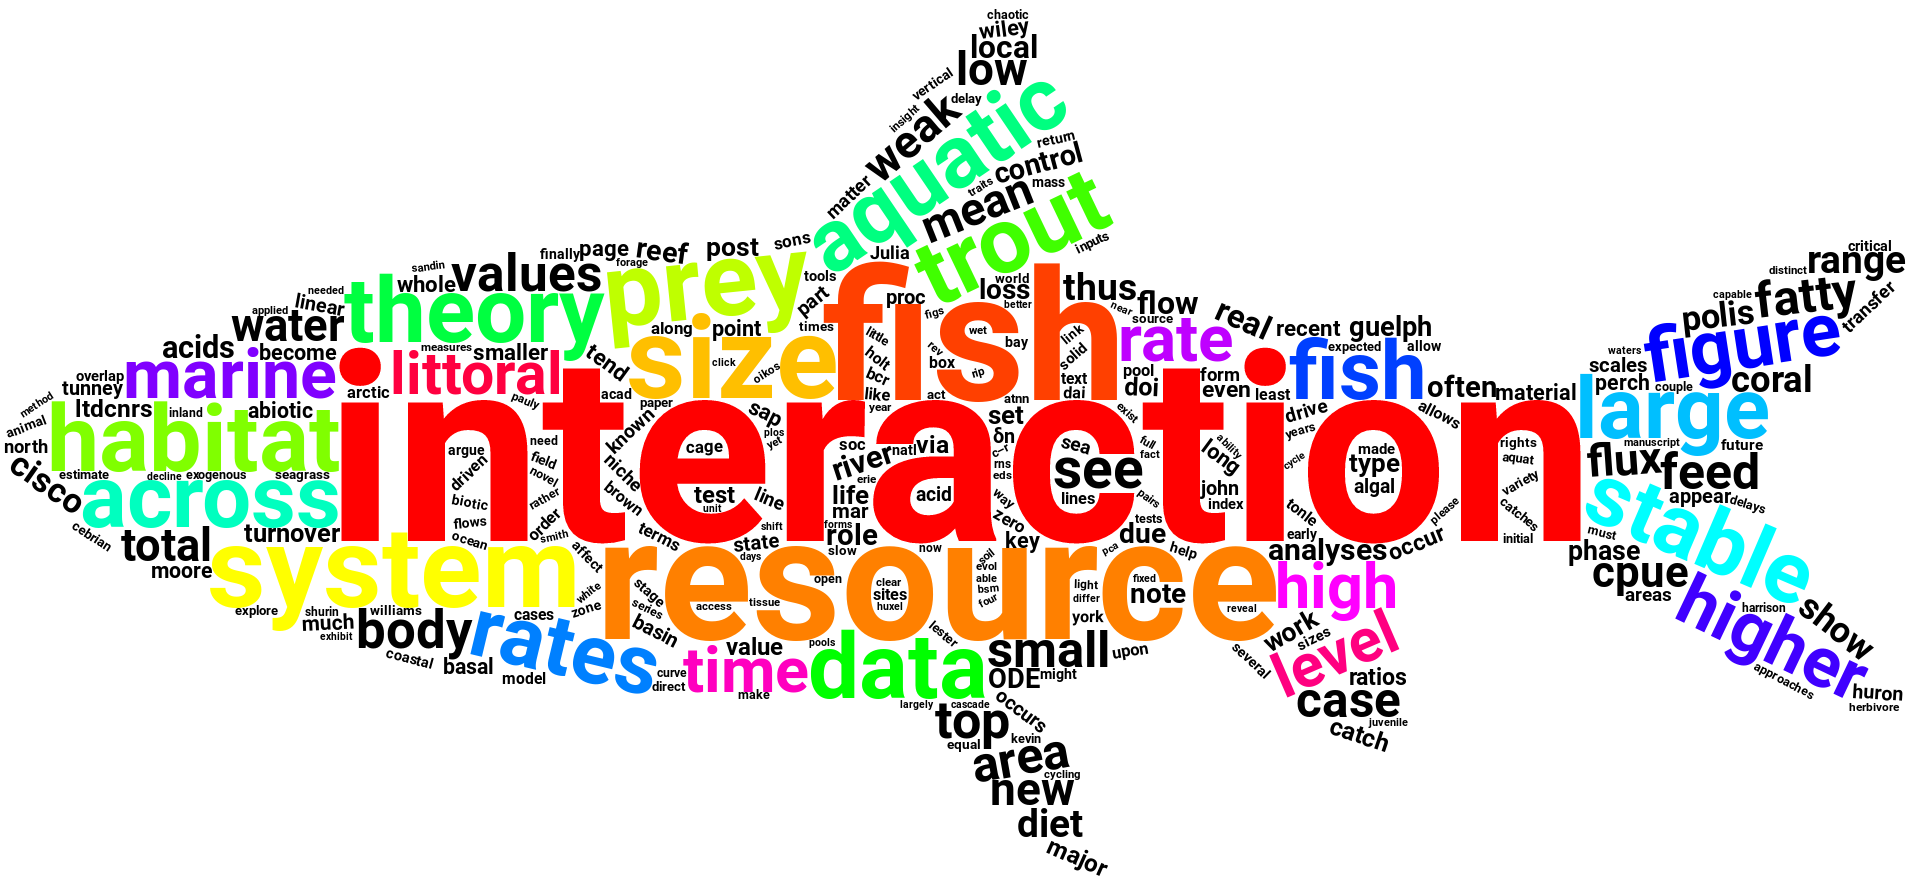 chaotic
wiley
local
low
vertical
delay
insight
weak
aquatic
return
control
traits
mass
matter
mean
trout
inputs
sons
Julia
finally
page
reef
post
forage
sandin
whole
values
prey
tools
needed
linear
applied
theory
water
part
proc
fish
world
loss
better
thus
near
flow
source
real
recent
guelph
critical
range
distinct
capable
fatty
polis
transfer
figure
acids
become
measures
smaller
along
point
times
size
click
oikos
tend
figs
wet
bay
link
little
holt
rev
box
rip
solid
rate
expected
allow
fish
waters
scales
perch
couple
coral
overlap
tunney
marine
arctic
littoral
pauly
acad
paper
bcr
like
year
act
atnn
text
dai
pool
doi
form
even
least
often
material
large
method
animal
ltdcnrs
inland
abiotic
habitat
north
cisco
estimate
decline
exogenous
seagrass
across
cebrian
total
moore
turnover
interaction
argue
driven
biotic
flows
ocean
need
field
novel
rather
order
smith
known
niche
brown
terms
affect
sap
plos
yet
cage
test
unit
line
shift
state
days
soc
river
erie
natl
via
life
mar
forms
role
slow
acid
now
set
δn
c–r
rns
eds
way
zero
key
sea
see
lines
exist
full
fact
pairs
tests
due
help
pca
ability
long
john
index
drive
years
cycle
tonle
early
made
type
algal
allows
please
occur
analyses
rights
aquat
variety
catches
initial
manuscript
future
flux
feed
appear
delays
stable
must
phase
cpue
areas
harrison
show
higher
approaches
huron
herbivore
system
explore
shurin
much
exhibit
williams
body
coastal
basal
cases
rates
model
white
zone
stage
series
basin
resource
access
tissue
open
clear
sites
huxel
soil
evol
able
bsm
four
light
differ
york
fixed
note
reveal
high
work
sizes
several
level
ratios
case
juvenile
catch
value
pools
curve
direct
time
make
data
lester
small
upon
ODE
might
largely
cascade
occurs
top
equal
kevin
area
cycling
new
diet
major